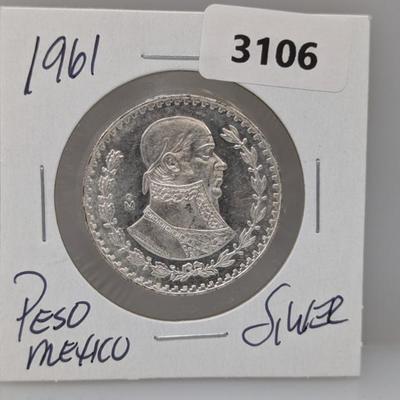 1961
3106
M
PESO
MEXICO
SILVER